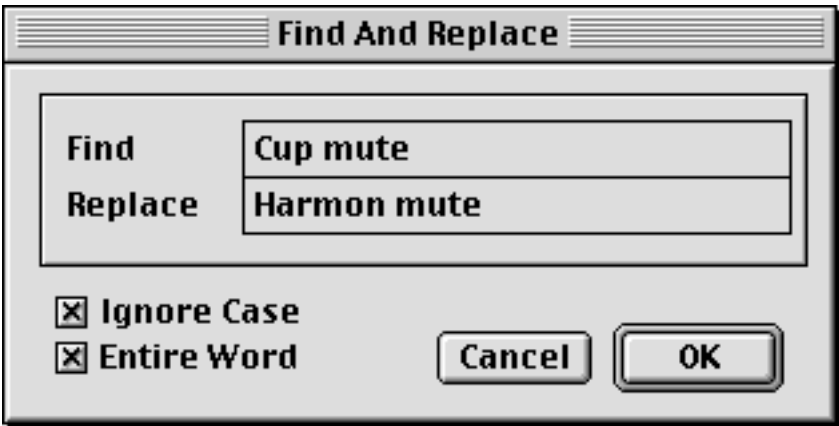 Find And Replace
Find Cup mute
Replace Harmon mute
Ignore Case
Entire Word
Cancel OK